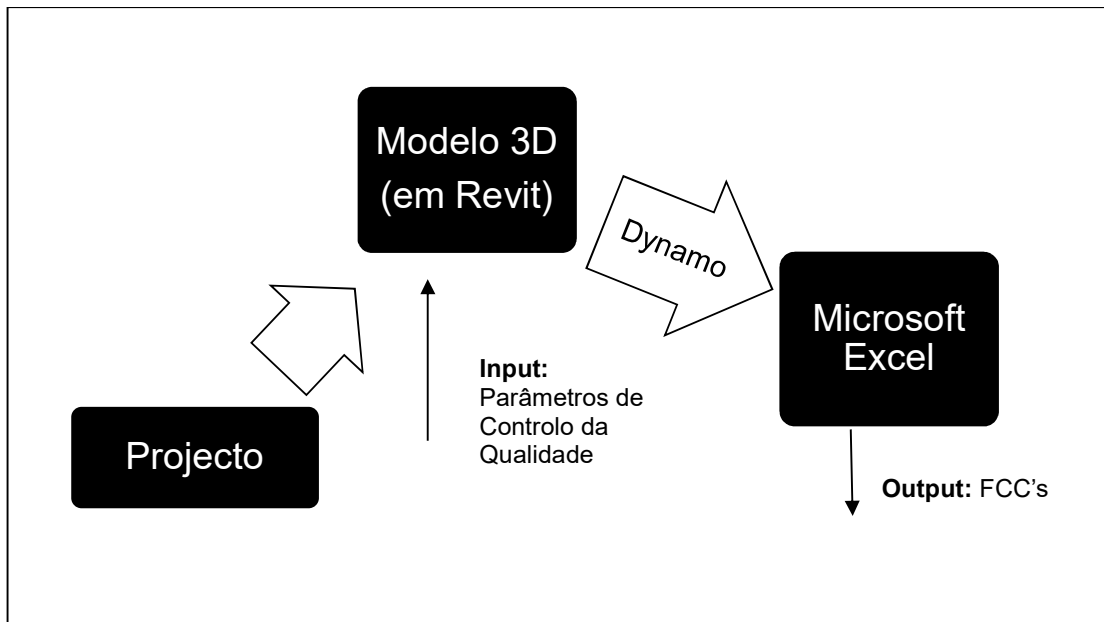 Modelo 3D
(em Revit)
Dynamo
Microsoft
Excel
Input:
Parâmetros de
Controlo da
Qualidade
Projecto
Output: FCC’s